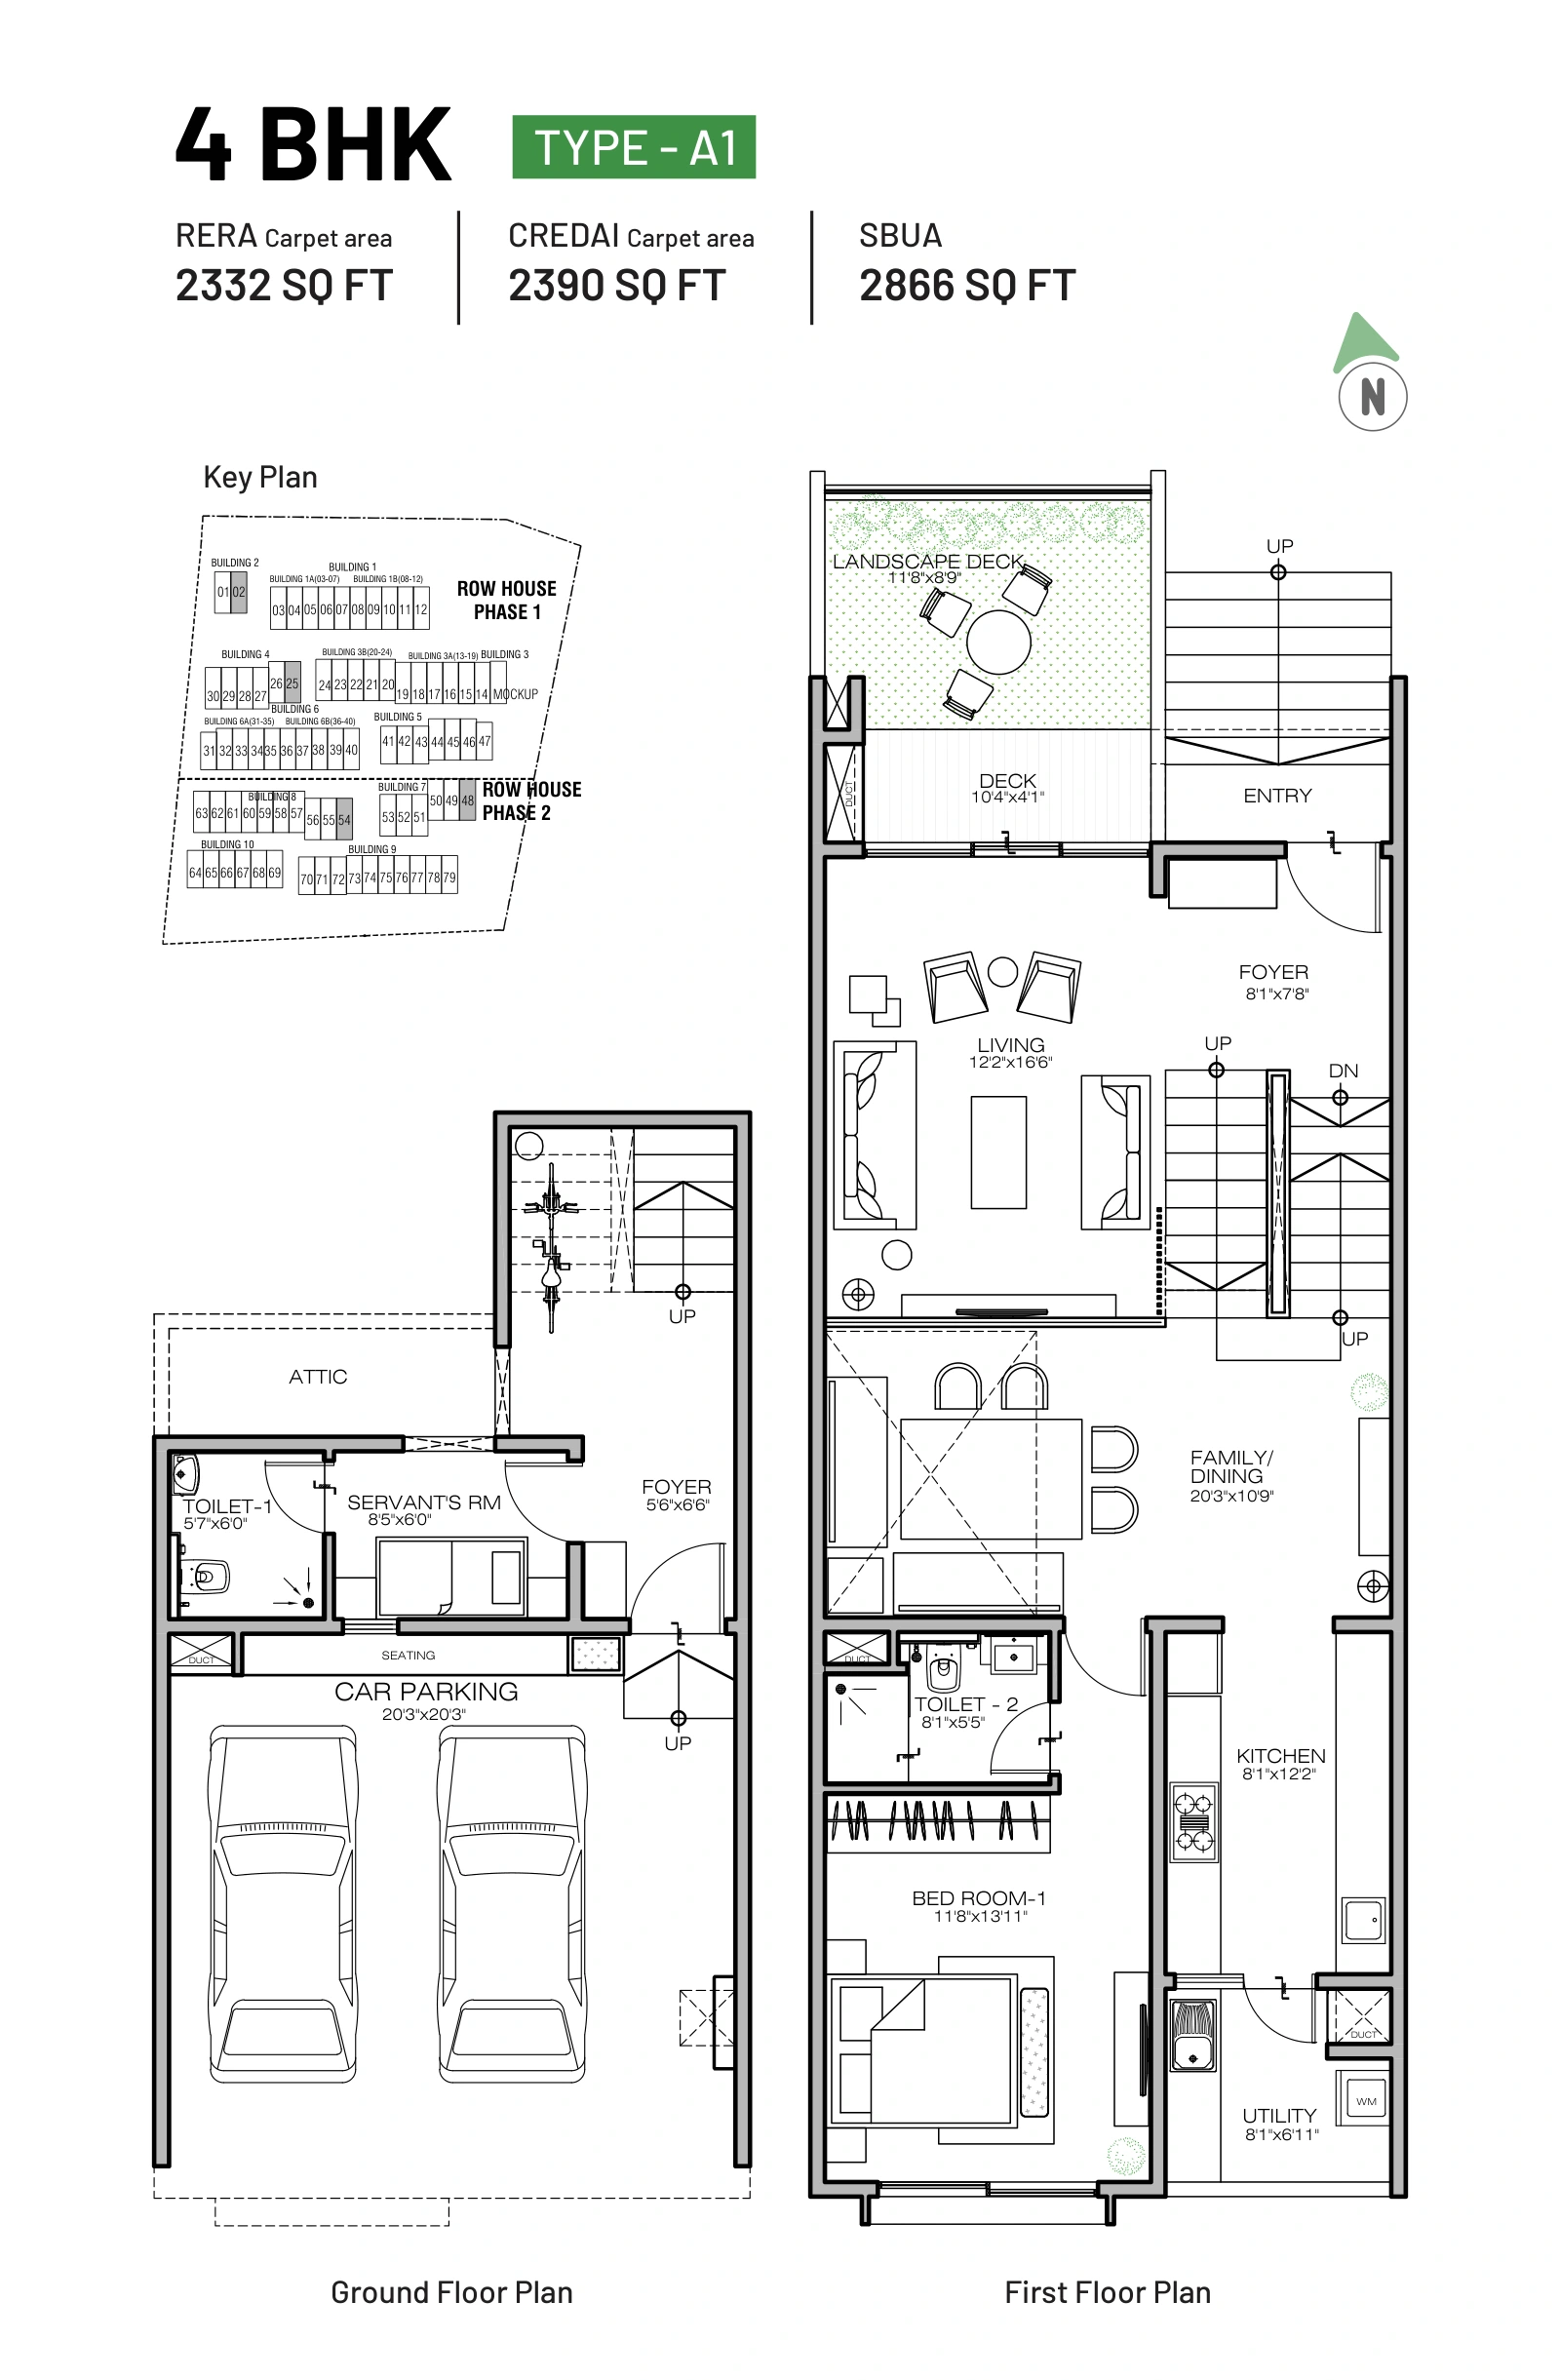 4 BHK
TYPE - A1
RERA Carpet area
2332 SQ FT
CREDAI Carpet area
2390 SQ FT
SBUA
2866 SQ FT
N
Key Plan
BUILDING 2
01 02
BUILDING 1
BUILDING 1A(03-07) BUILDING 1B(08-12)
03 04 05 06 07 08 09 10 11 12
ROW HOUSE
PHASE 1
BUILDING 4
30 29 28 27 26 25
BUILDING 3B(20-24) BUILDING 3A(13-19) BUILDING 3
24 23 22 21 20 19 18 17 16 15 14 MOCKUP
BUILDING 6
BUILDING 6A(31-35) BUILDING 6B(36-40)
31 32 33 34 35 36 37 38 39 40
BUILDING 5
41 42 43 44 45 46 47
BUILDING 8
63 62 61 60 59 58 57 56 55 54
BUILDING 7
53 52 51 50 49 48
ROW HOUSE
PHASE 2
BUILDING 10
64 65 66 67 68 69
BUILDING 9
70 71 72 73 74 75 76 77 78 79
UP
ATTIC
FOYER
5'6"x6'6"
TOILET-1
5'7"x6'0"
SERVANT'S RM
8'5"x6'0"
DUCT
SEATING
CAR PARKING
20'3"x20'3"
UP
Ground Floor Plan
LANDSCAPE DECK
11'8"x8'9"
UP
DUCT
DECK
10'4"x4'1"
ENTRY
FOYER
8'1"x7'8"
LIVING
12'2"x16'6"
UP
DN
UP
FAMILY/
DINING
20'3"x10'9"
DUCT
TOILET - 2
8'1"x5'5"
KITCHEN
8'1"x12'2"
BED ROOM-1
11'8"x13'11"
DUCT
WM
UTILITY
8'1"x6'11"
First Floor Plan